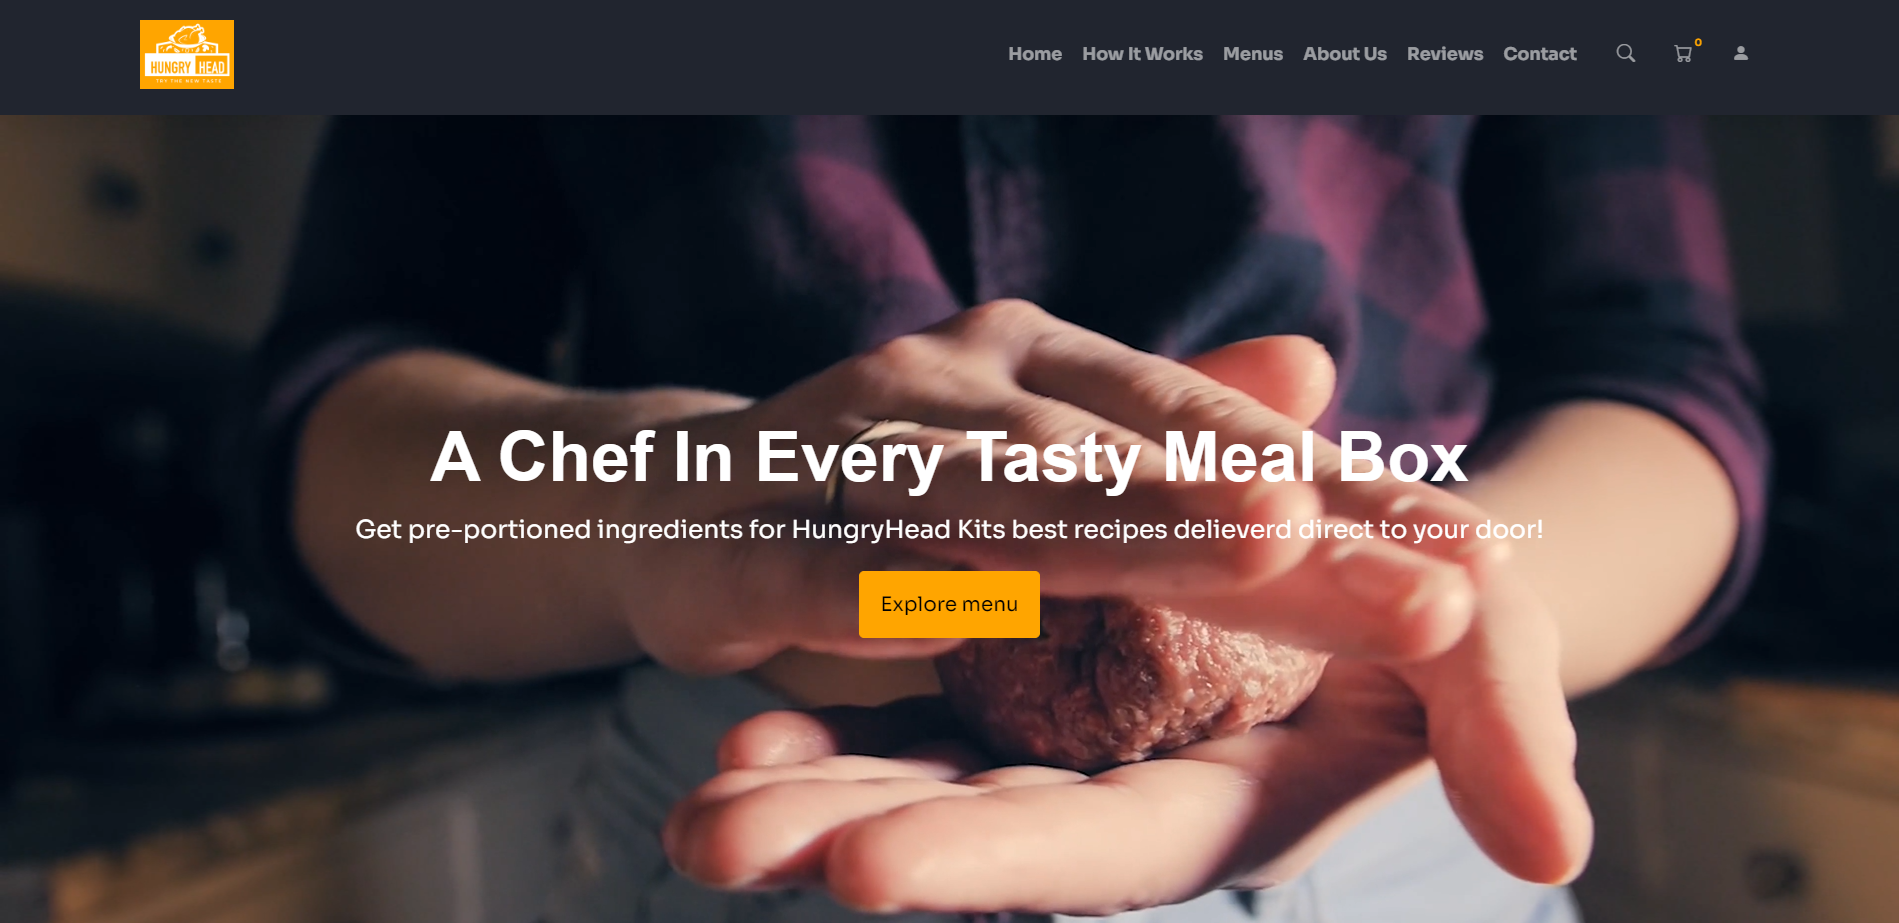 HUNGRY HEAD
TRY THE NEW TASTE
Home How It Works Menus About Us Reviews Contact 0
A Chef In Every Tasty Meal Box
Get pre-portioned ingredients for HungryHead Kits best recipes delieverd direct to your door!
Explore menu